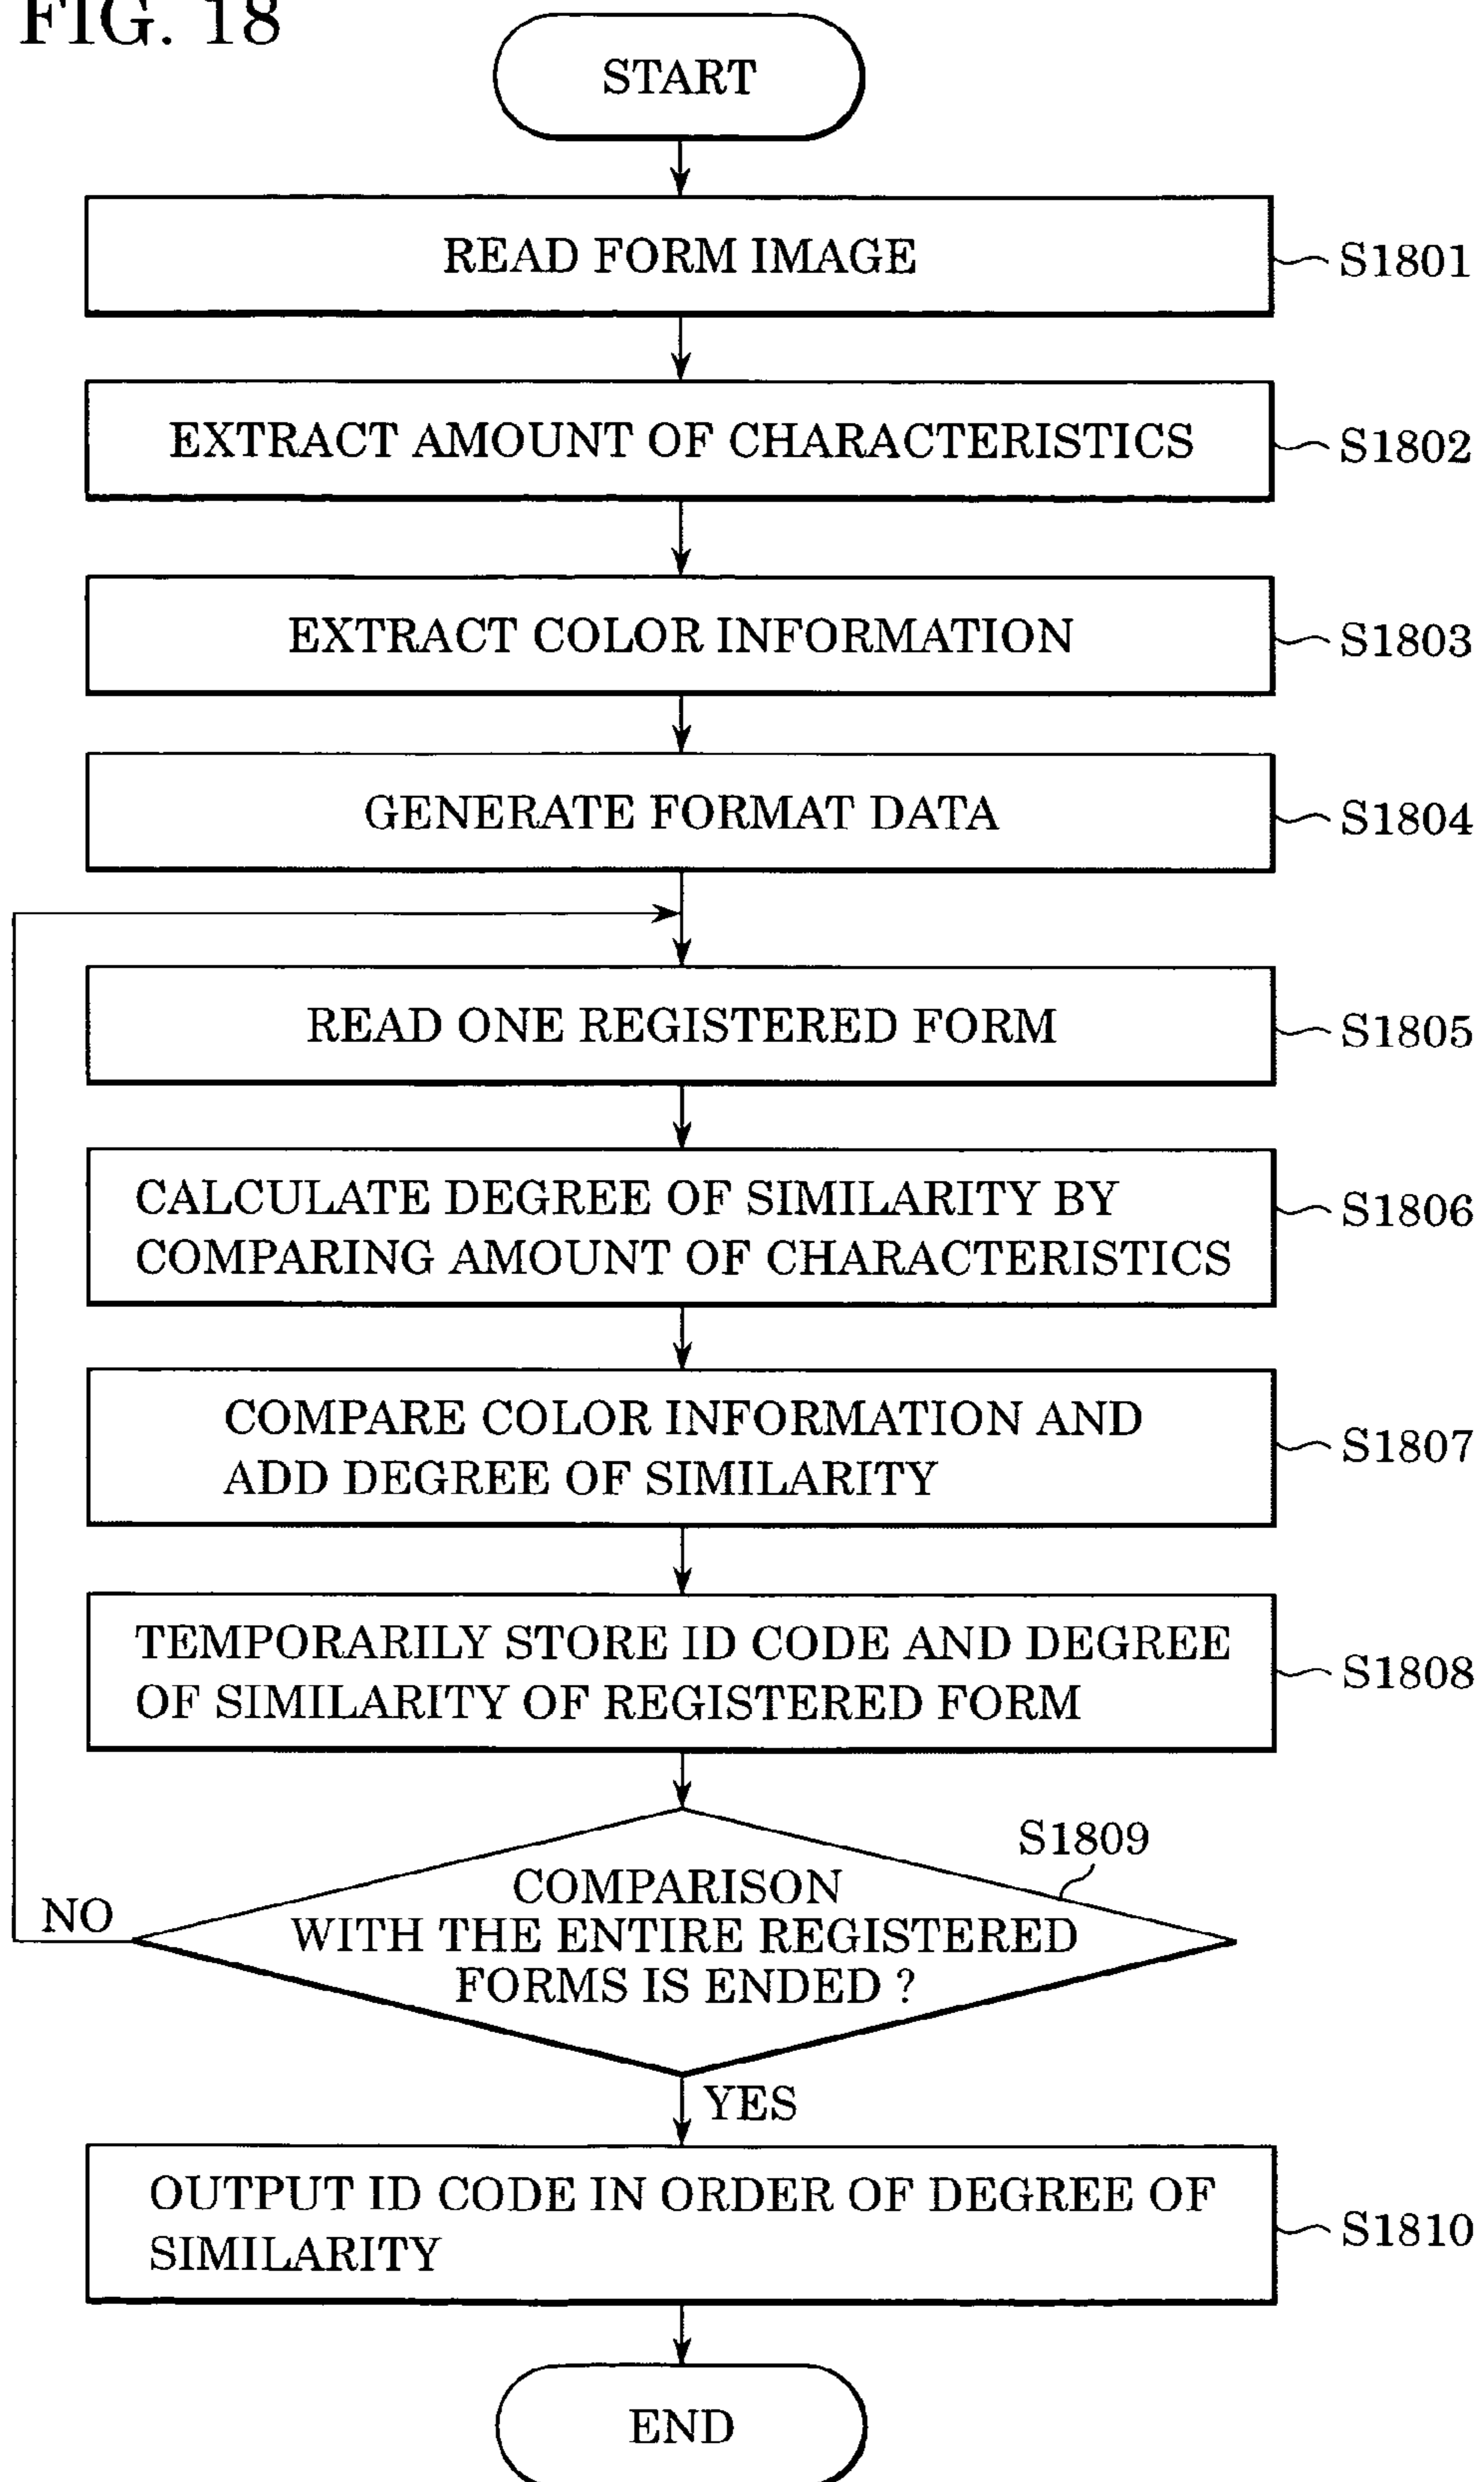 FIG. 18
START
READ FORM IMAGE
S1801
EXTRACT AMOUNT OF CHARACTERISTICS
S1802
EXTRACT COLOR INFORMATION
S1803
GENERATE FORMAT DATA
S1804
READ ONE REGISTERED FORM
S1805
CALCULATE DEGREE OF SIMILARITY BY
COMPARING AMOUNT OF CHARACTERISTICS
S1806
COMPARE COLOR INFORMATION AND
ADD DEGREE OF SIMILARITY
S1807
TEMPORARILY STORE ID CODE AND DEGREE
OF SIMILARITY OF REGISTERED FORM
S1808
S1809
COMPARISON
WITH THE ENTIRE REGISTERED
FORMS IS ENDED ?
NO
YES
OUTPUT ID CODE IN ORDER OF DEGREE OF
SIMILARITY
S1810
END